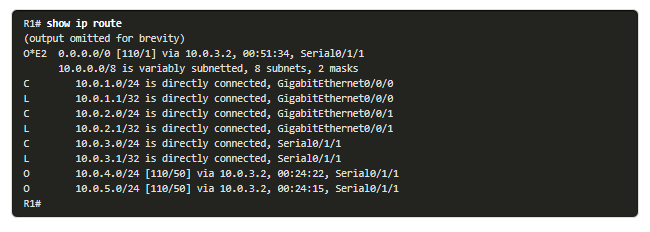 R1# show ip route
(output omitted for brevity)
O*E2 0.0.0.0/0 [110/1] via 10.0.3.2, 00:51:34, Serial0/1/1
10.0.0.0/8 is variably subnetted, 8 subnets, 2 masks
C 10.0.1.0/24 is directly connected, GigabitEthernet0/0/0
L 10.0.1.1/32 is directly connected, GigabitEthernet0/0/0
C 10.0.2.0/24 is directly connected, GigabitEthernet0/0/1
L 10.0.2.1/32 is directly connected, GigabitEthernet0/0/1
C 10.0.3.0/24 is directly connected, Serial0/1/1
L 10.0.3.1/32 is directly connected, Serial0/1/1
O 10.0.4.0/24 [110/50] via 10.0.3.2, 00:24:22, Serial0/1/1
O 10.0.5.0/24 [110/50] via 10.0.3.2, 00:24:15, Serial0/1/1
R1#